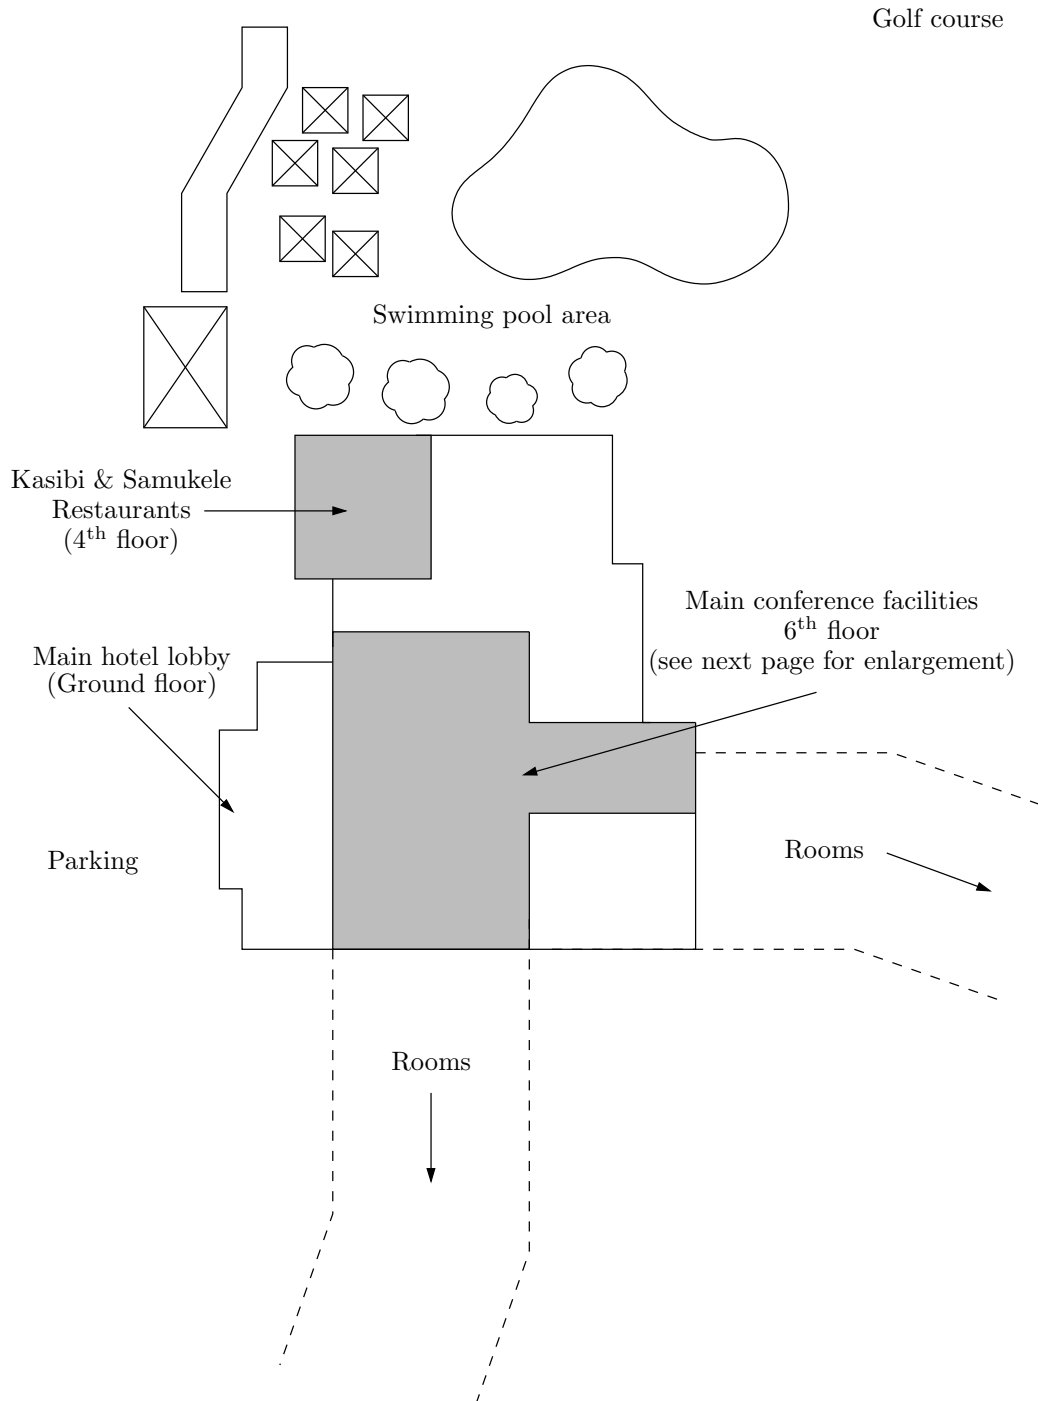 Golf course
Swimming pool area
Kasibi & Samukele
Restaurants
(4th floor)
Main conference facilities
6th floor
(see next page for enlargement)
Main hotel lobby
(Ground floor)
Parking
Rooms
Rooms